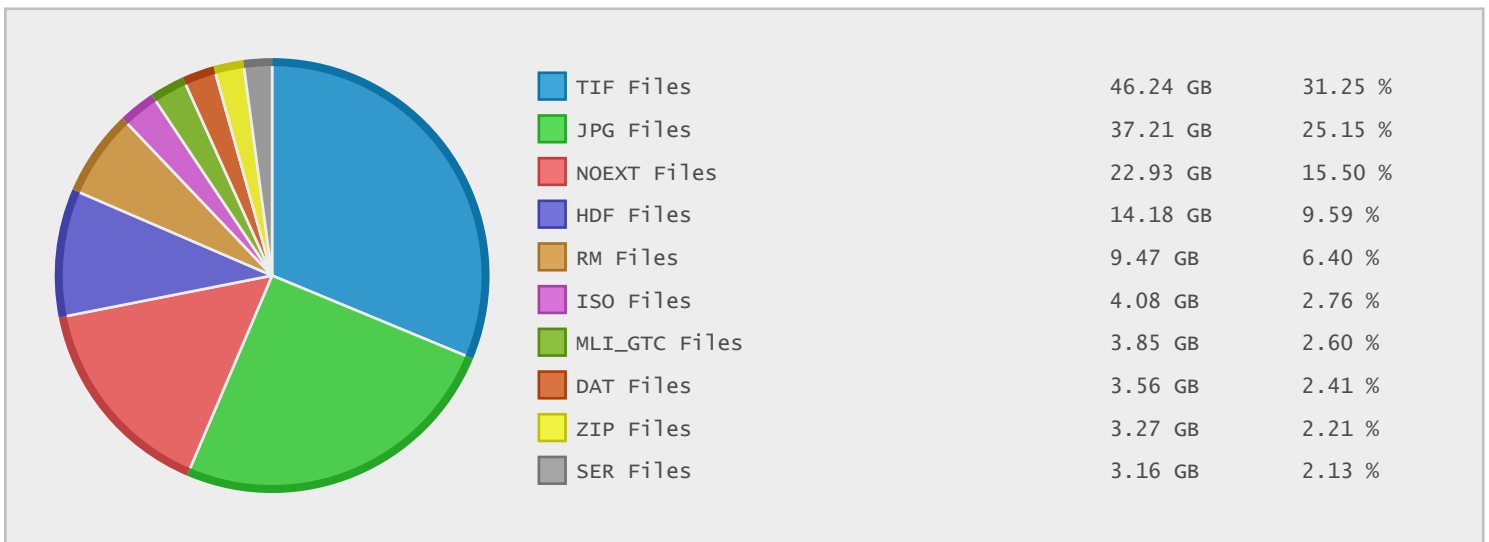 TIF Files 46.24 GB 31.25 %
JPG Files 37.21 GB 25.15 %
NOEXT Files 22.93 GB 15.50 %
HDF Files 14.18 GB 9.59 %
RM Files 9.47 GB 6.40 %
ISO Files 4.08 GB 2.76 %
MLI_GTC Files 3.85 GB 2.60 %
DAT Files 3.56 GB 2.41 %
ZIP Files 3.27 GB 2.21 %
SER Files 3.16 GB 2.13 %